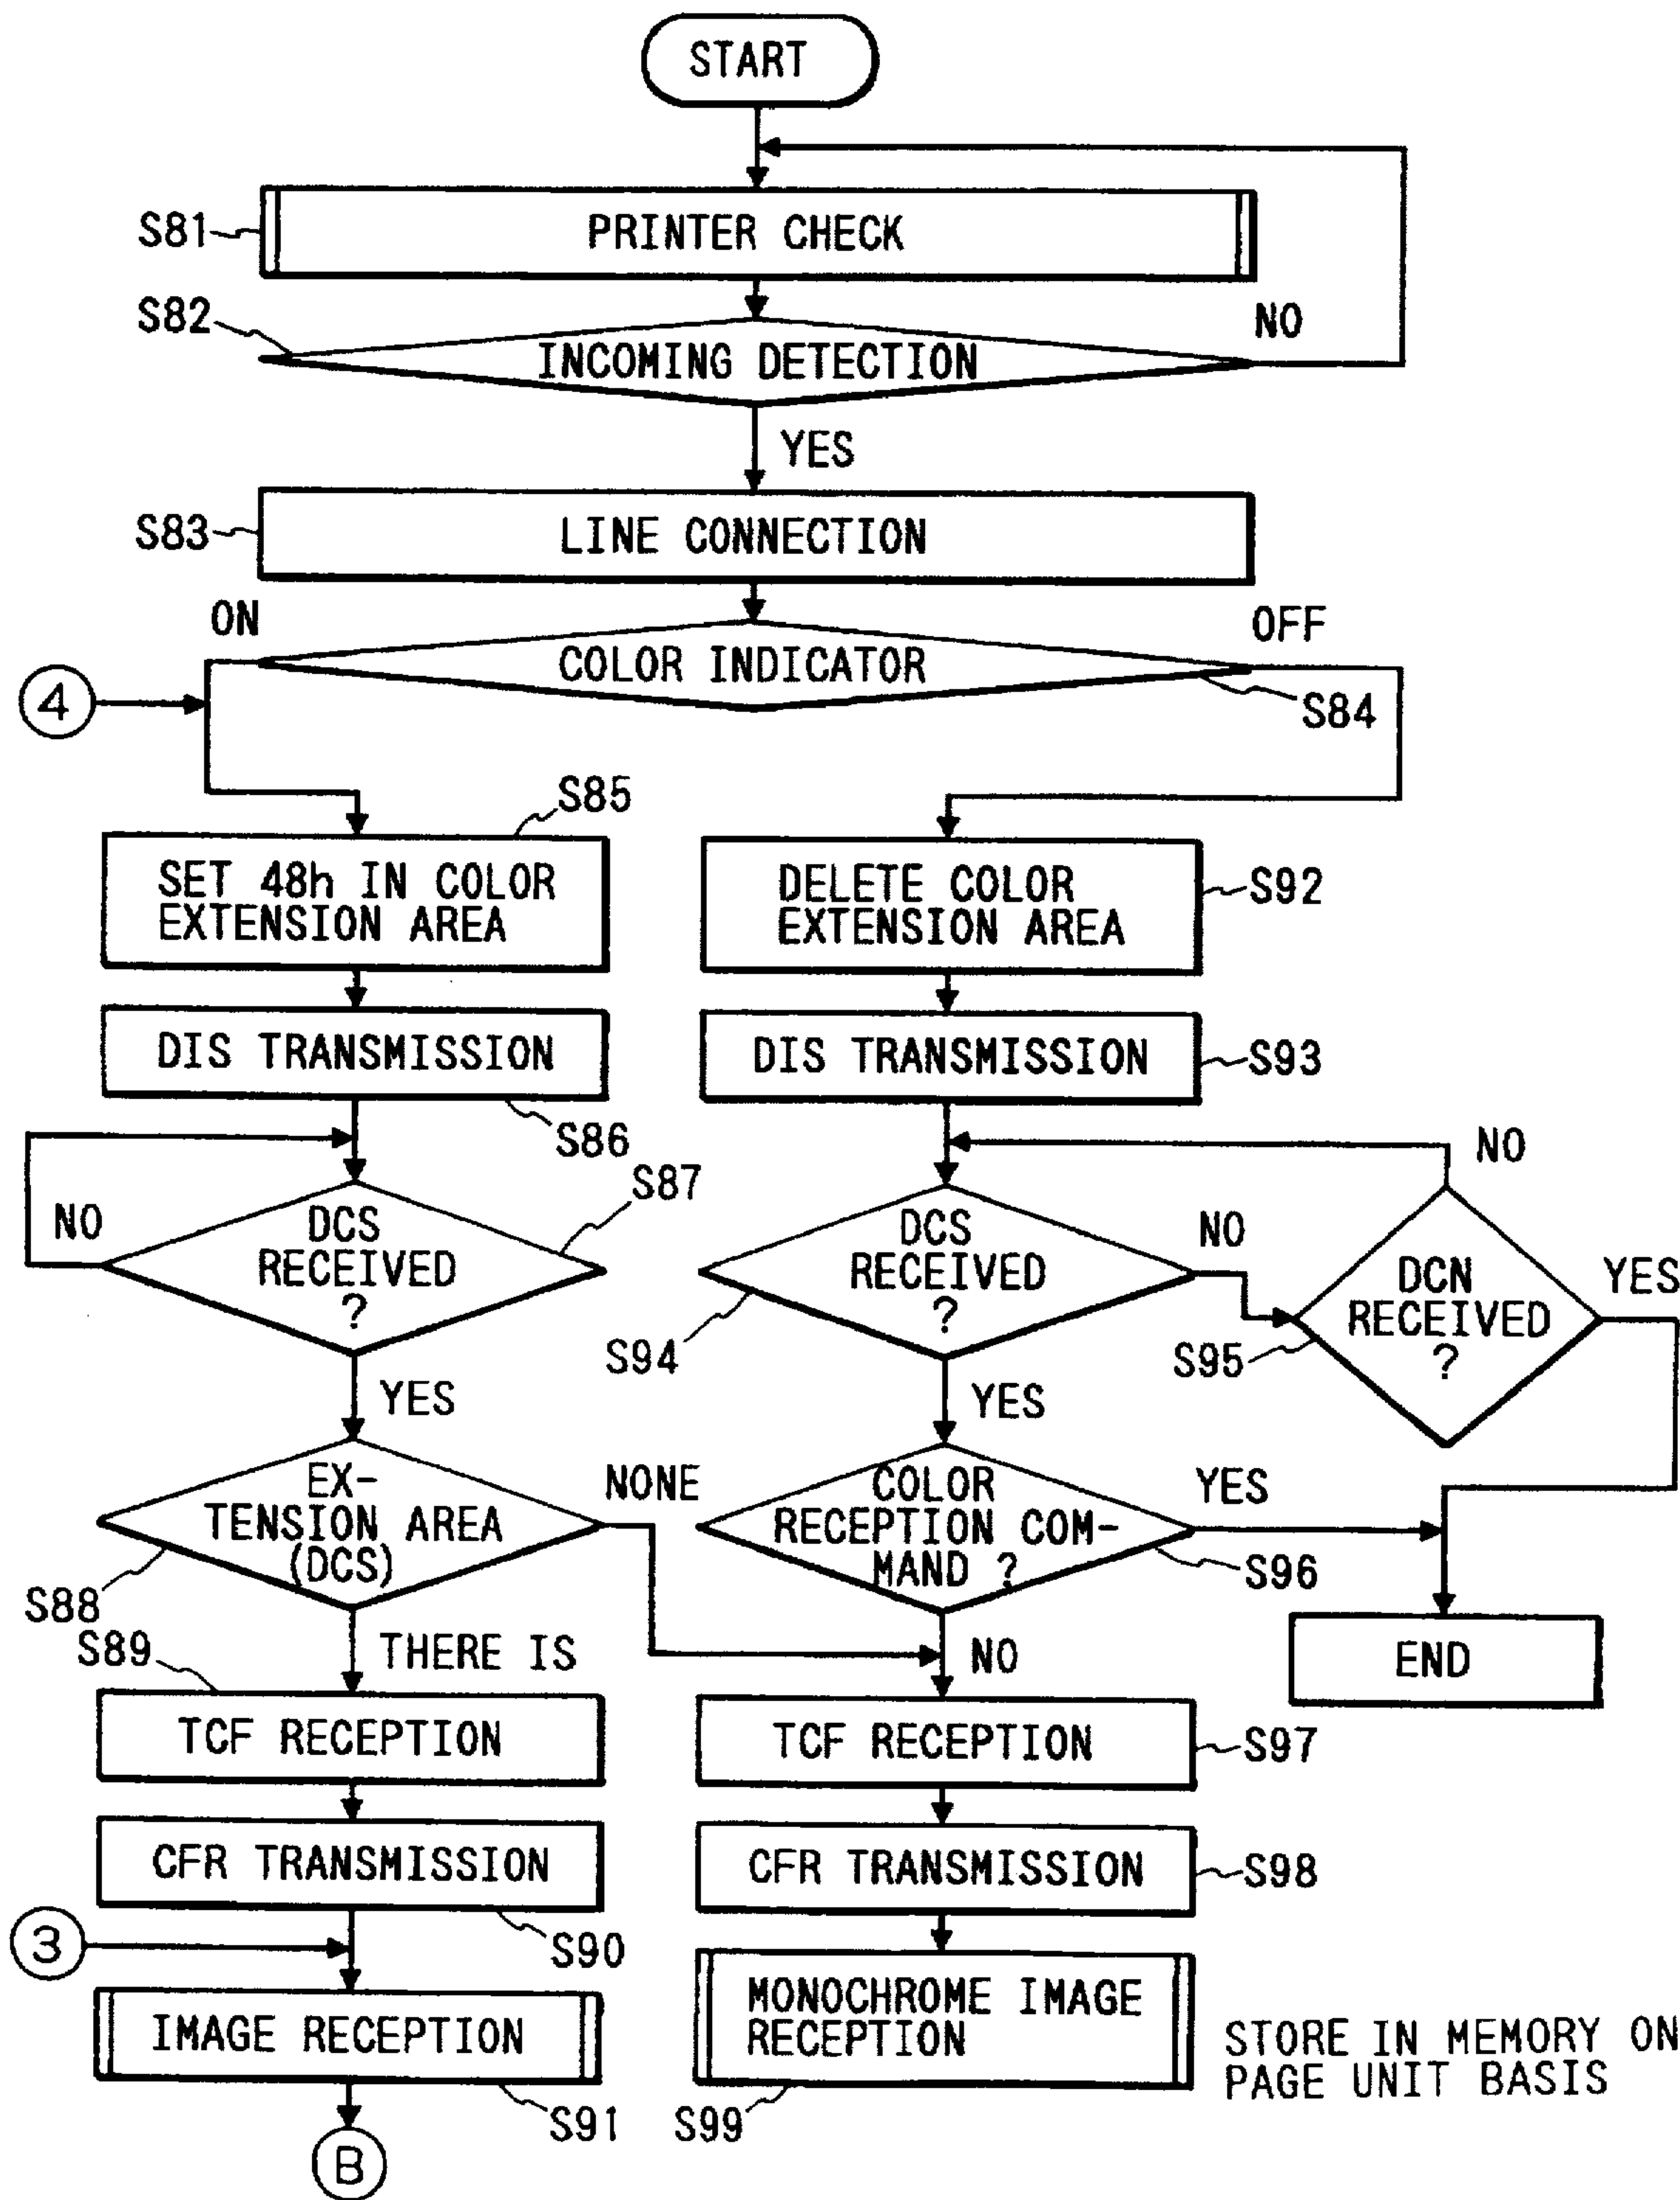 START
S81
PRINTER CHECK
S82
NO
INCOMING DETECTION
YES
S83
LINE CONNECTION
ON
OFF
COLOR INDICATOR
4
S84
S85
SET 48h IN COLOR
EXTENSION AREA
DELETE COLOR
EXTENSION AREA
S92
DIS TRANSMISSION
DIS TRANSMISSION
S93
S86
NO
S87
NO
DCS
RECEIVED
?
DCS
RECEIVED
?
NO
DCN
RECEIVED
?
YES
S94
S95
YES
YES
EX-
TENSION AREA
(DCS)
NONE
COLOR
RECEPTION COM-
MAND ?
YES
S88
S96
S89
THERE IS
NO
END
TCF RECEPTION
TCF RECEPTION
S97
CFR TRANSMISSION
CFR TRANSMISSION
S98
3
S90
IMAGE RECEPTION
MONOCHROME IMAGE
RECEPTION
STORE IN MEMORY ON
PAGE UNIT BASIS
S91
S99
B